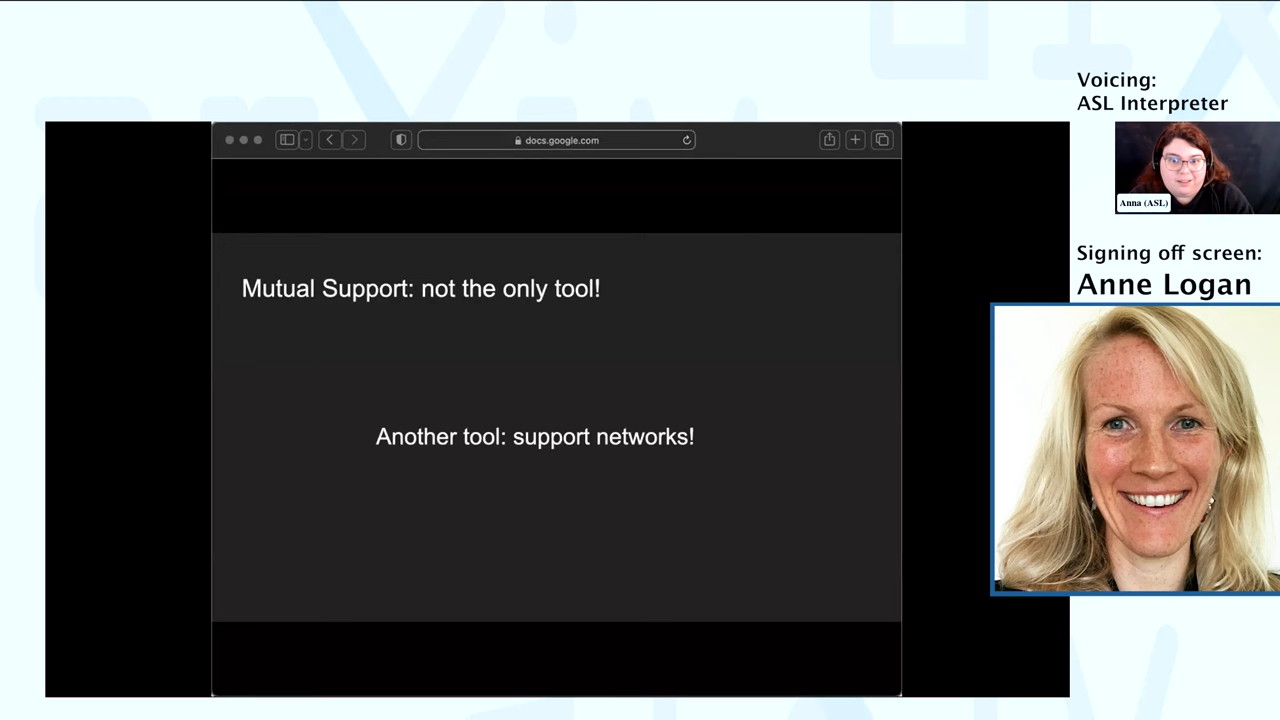 Voicing:
ASL Interpreter
docs.google.com
Anna (ASL)
Signing off screen:
Anne Logan
Mutual Support: not the only tool!
Another tool: support networks!